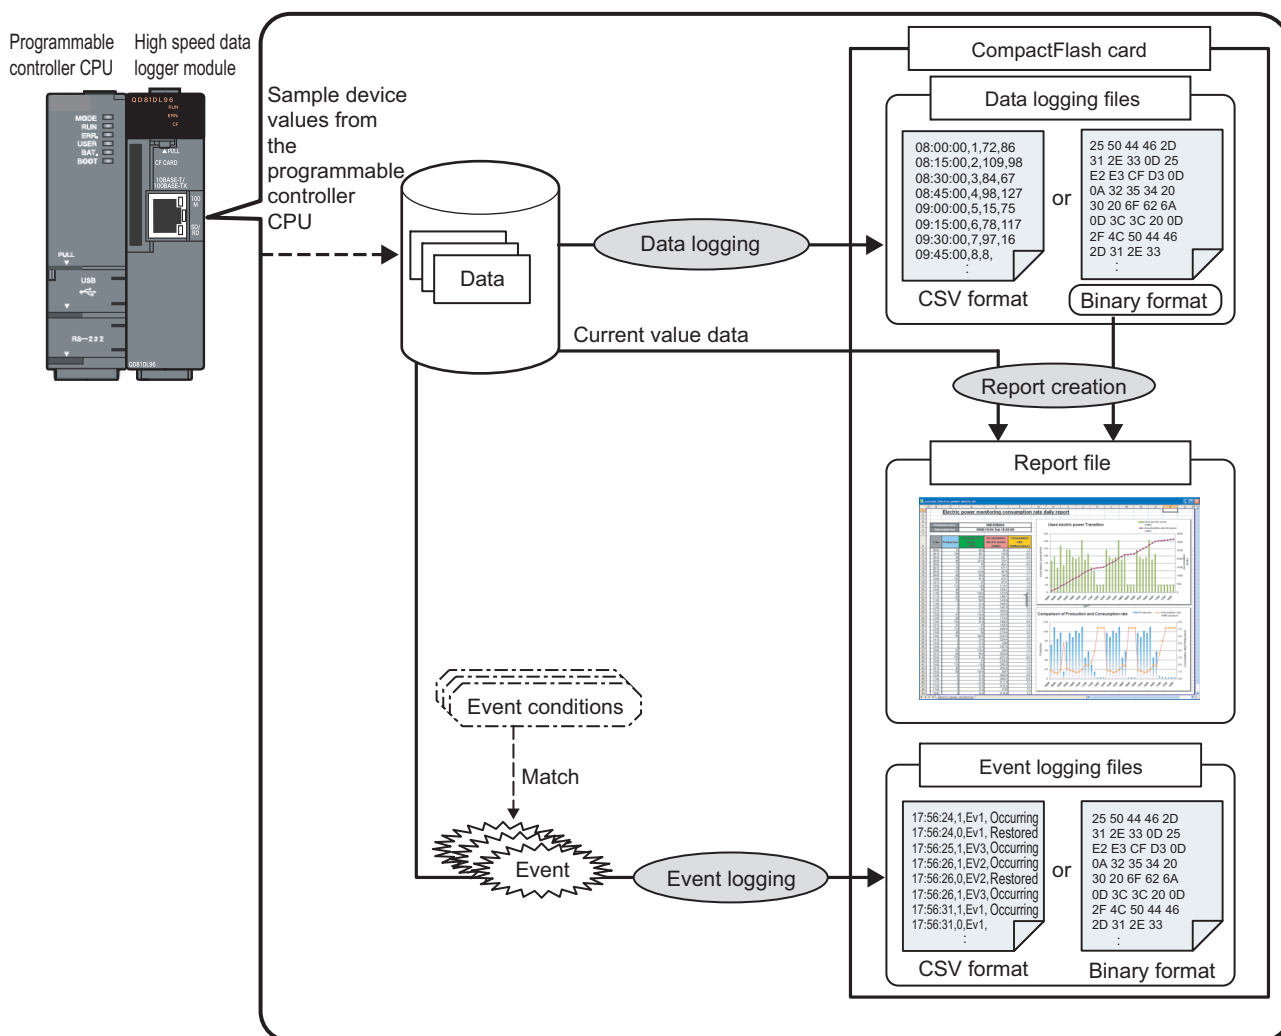 Programmable
controller CPU
High speed data
logger module
QD81DL96
RUN
ERR.
CF
MODE
RUN
ERR.
USER
BAT.
BOOT
▲PULL
CF CARD
10BASE-T/
100BASE-TX
100
M
SD/
RD
PULL
USB
RS-232
QD81DL96
Sample device
values from
the
programmable
controller
CPU
Data
Data logging
Current value data
CompactFlash card
Data logging files
08:00:00,1,72,86
08:15:00,2,109,98
08:30:00,3,84,67
08:45:00,4,98,127
09:00:00,5,15,75
09:15:00,6,78,117
09:30:00,7,97,16
09:45:00,8,8,
:
CSV format
or
25 50 44 46 2D
31 2E 33 0D 25
E2 E3 CF D3 0D
0A 32 35 34 20
30 20 6F 62 6A
0D 3C 3C 20 0D
2F 4C 50 44 46
2D 31 2E 33
:
Binary format
Report creation
Report file
Electric power monitoring consumption rate daily report
Used electric power Transition
Comparison of Production and Consumption rate
Event conditions
Match
Event
Event logging
Event logging files
17:56:24,1,Ev1, Occurring
17:56:24,0,Ev1, Restored
17:56:25,1,EV3, Occurring
17:56:26,1,EV2, Occurring
17:56:26,0,EV2, Restored
17:56:26,1,EV3, Occurring
17:56:31,1,Ev1, Occurring
17:56:31,0,Ev1,
:
CSV format
or
25 50 44 46 2D
31 2E 33 0D 25
E2 E3 CF D3 0D
0A 32 35 34 20
30 20 6F 62 6A
0D 3C 3C 20 0D
2F 4C 50 44 46
2D 31 2E 33
:
Binary format